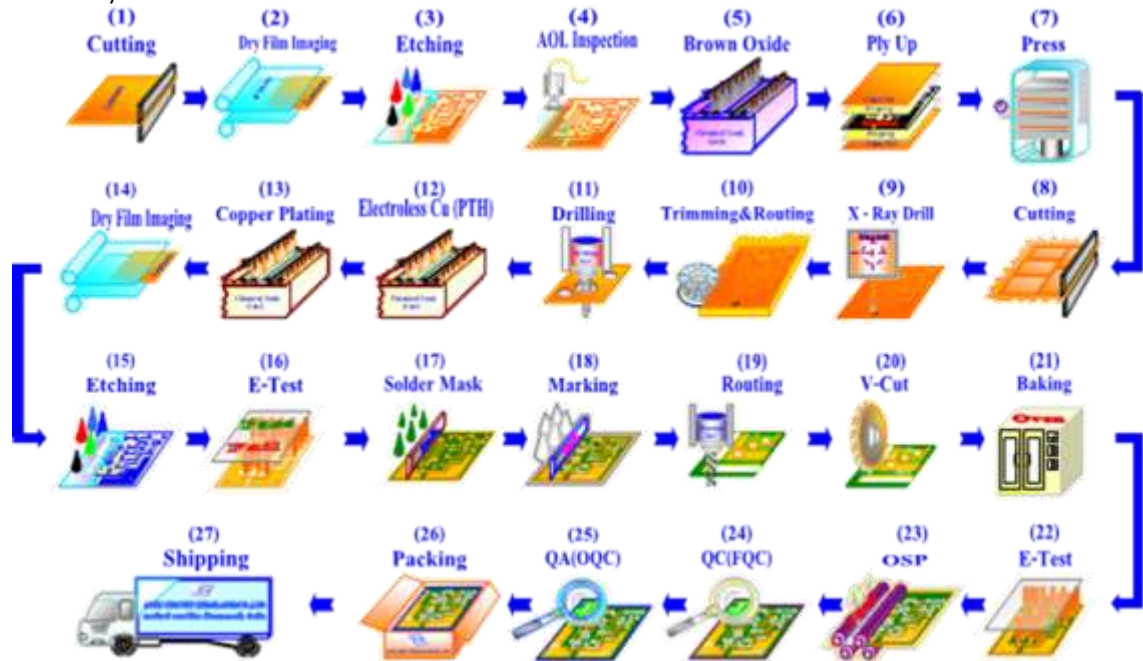 (1)
Cutting
(2)
Dry Film Imaging
(3)
Etching
(4)
AOL Inspection
(5)
Brown Oxide
(6)
Ply Up
(7)
Press
(14)
Dry Film Imaging
(13)
Copper Plating
(12)
Electroless Cu (PTH)
(11)
Drilling
(10)
Trimming&Routing
(9)
X - Ray Drill
(8)
Cutting
(15)
Etching
(16)
E-Test
(17)
Solder Mask
(18)
Marking
(19)
Routing
(20)
V-Cut
(21)
Baking
Oven
(27)
Shipping
(26)
Packing
(25)
QA(OQC)
(24)
QC(FQC)
(23)
OSP
(22)
E-Test